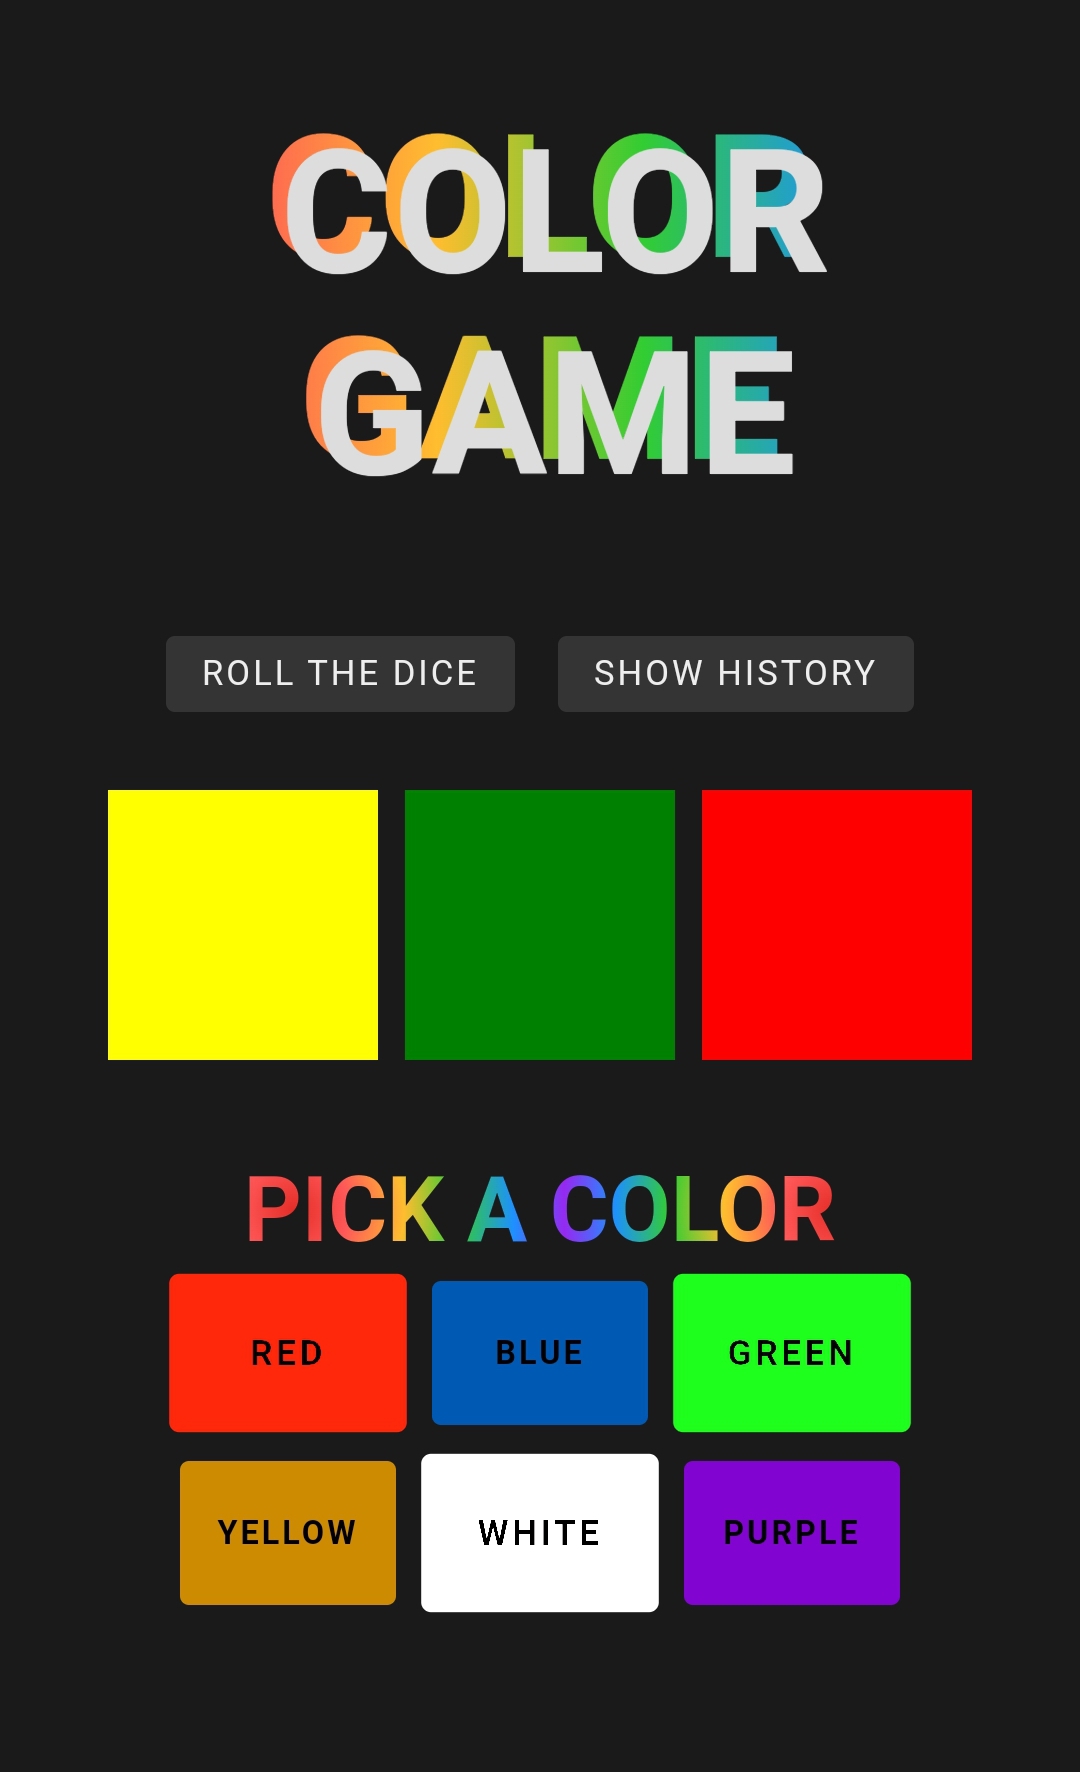 COLOR
GAME
ROLL THE DICE SHOW HISTORY
PICK A COLOR
RED BLUE GREEN
YELLOW WHITE PURPLE